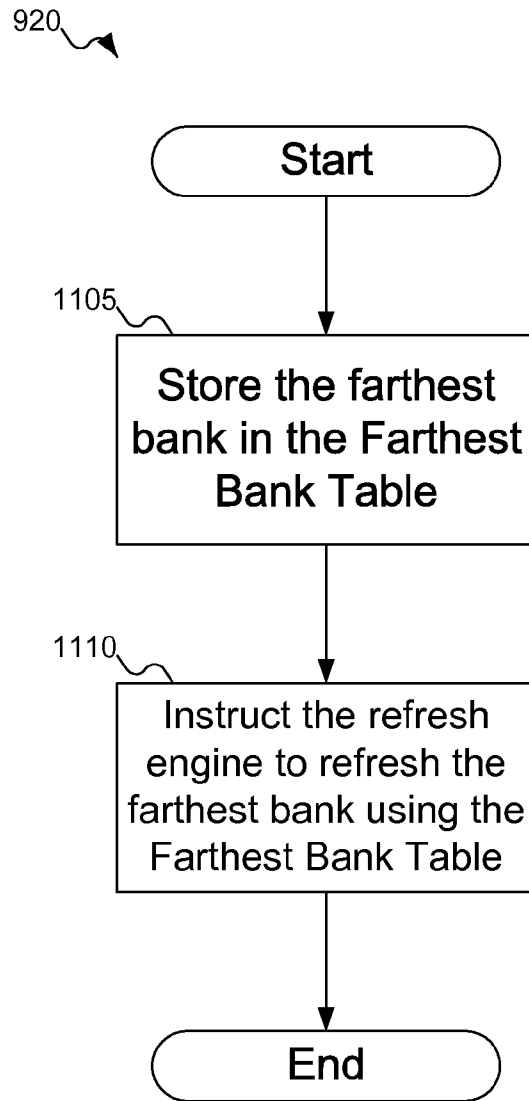 920
Start
1105
Store the farthest
bank in the Farthest
Bank Table
1110
Instruct the refresh
engine to refresh the
farthest bank using the
Farthest Bank Table
End